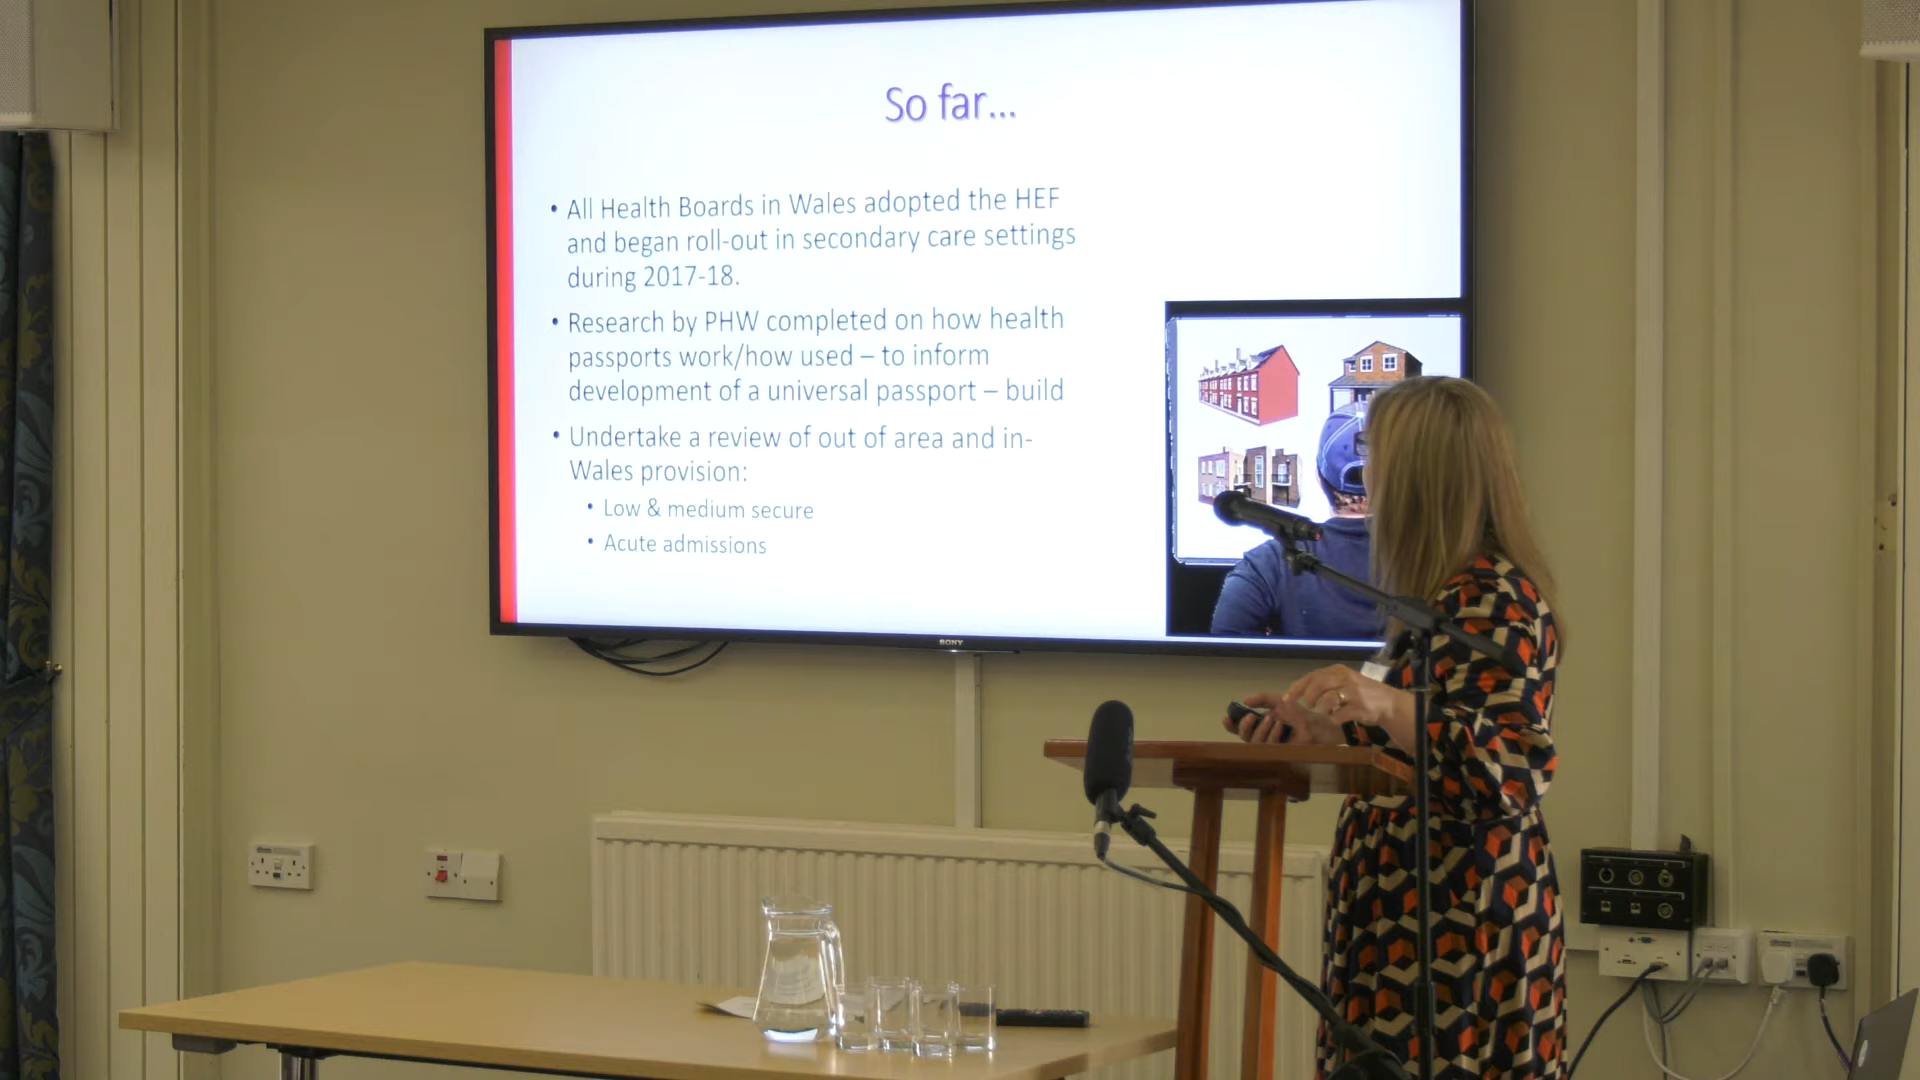 So far...
• All Health Boards in Wales adopted the HEF
and began roll-out in secondary care settings
during 2017-18.
• Research by PHW completed on how health
passports work/how used – to inform
development of a universal passport – build
• Undertake a review of out of area and in-
Wales provision:
• Low & medium secure
• Acute admissions
SONY